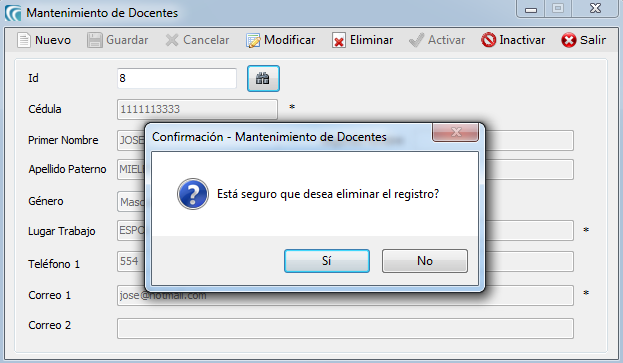 Mantenimiento de Docentes
Nuevo Guardar Cancelar Modificar Eliminar Activar Inactivar Salir
Id 8
Cédula 1111113333 *
Primer Nombre JOSE
Apellido Paterno
Género
Lugar Trabajo *
Teléfono 1 554
Correo 1 jose@hotmail.com *
Correo 2
Confirmación - Mantenimiento de Docentes
Está seguro que desea eliminar el registro?
Sí No